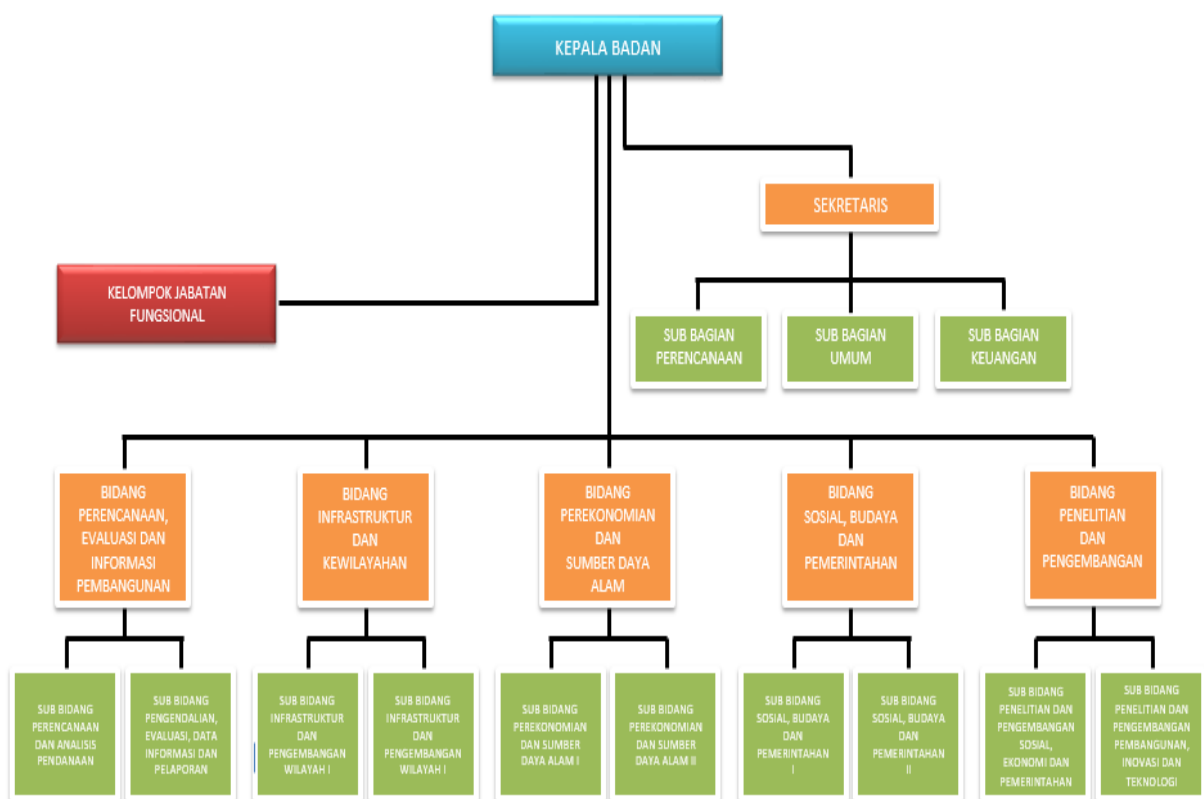 KEPALA BADAN
SEKRETARIS
KELOMPOK JABATAN
FUNGSIONAL
SUB BAGIAN
PERENCANAAN
SUB BAGIAN
UMUM
SUB BAGIAN
KEUANGAN
BIDANG
PERENCANAAN,
EVALUASI DAN
INFORMASI
PEMBANGUNAN
BIDANG
INFRASTRUKTUR
DAN
KEWILAYAHAN
BIDANG
PEREKONOMIAN
DAN
SUMBER DAYA
ALAM
BIDANG
SOSIAL, BUDAYA
DAN
PEMERINTAHAN
BIDANG
PENELITIAN
DAN
PENGEMBANGAN
SUB BIDANG
PERENCANAAN
DAN ANALISIS
PENDANAAN
SUB BIDANG
PENGENDALIAN,
EVALUASI, DATA
INFORMASI DAN
PELAPORAN
SUB BIDANG
INFRASTRUKTUR
DAN
PENGEMBANGAN
WILAYAH I
SUB BIDANG
INFRASTRUKTUR
DAN
PENGEMBANGAN
WILAYAH I
SUB BIDANG
PEREKONOMIAN
DAN SUMBER
DAYA ALAM I
SUB BIDANG
PEREKONOMIAN
DAN SUMBER
DAYA ALAM II
SUB BIDANG
SOSIAL, BUDAYA
DAN
PEMERINTAHAN
I
SUB BIDANG
SOSIAL, BUDAYA
DAN
PEMERINTAHAN
II
SUB BIDANG
PENELITIAN DAN
PENGEMBANGAN
SOSIAL,
EKONOMI DAN
PEMERINTAHAN
SUB BIDANG
PENELITIAN DAN
PENGEMBANGAN
PEMBANGUNAN,
INOVASI DAN
TEKNOLOGI